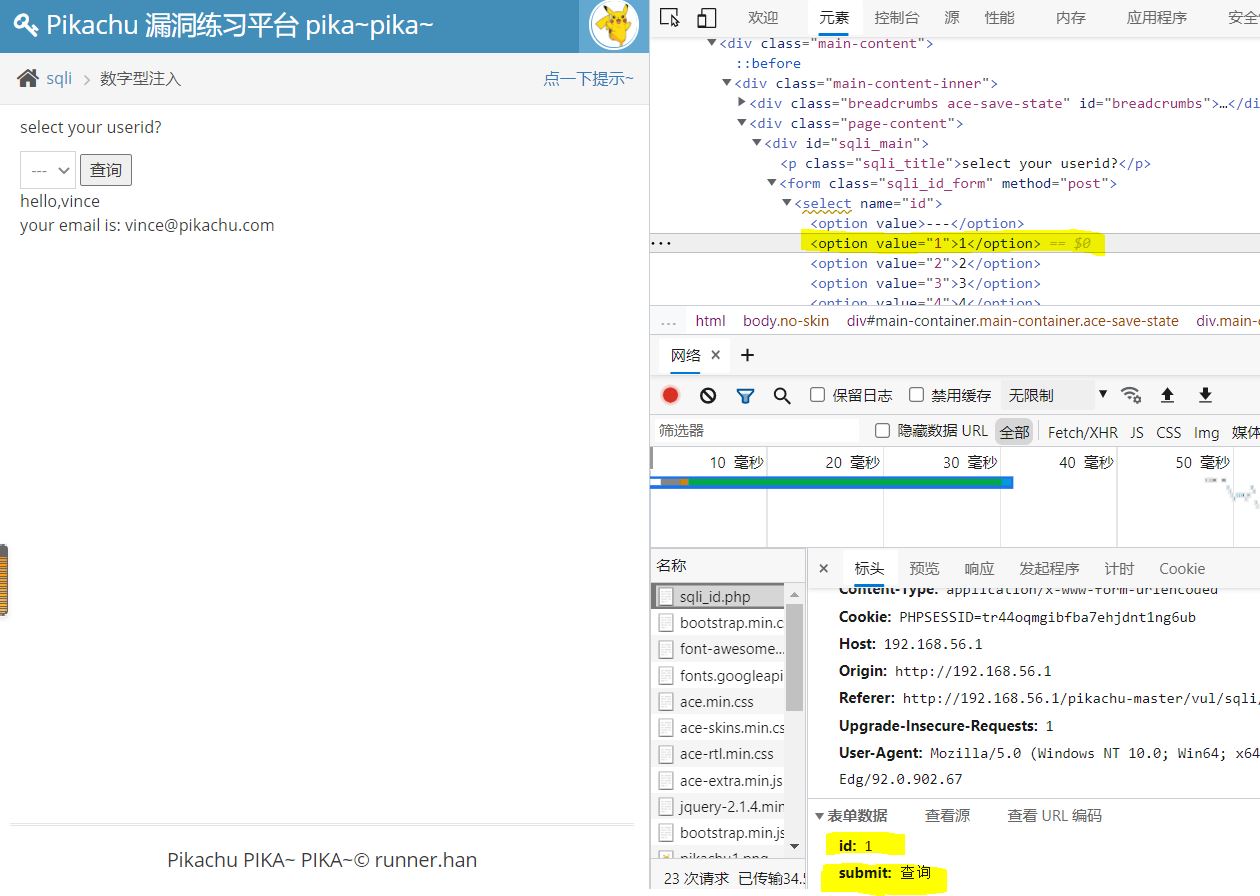 Pikachu 漏洞练习平台 pika~pika~
sqli > 数字型注入 点一下提示~
select your userid?
--- 查询
hello,vince
your email is: vince@pikachu.com
Pikachu PIKA~ PIKA~© runner.han
欢迎 元素 控制台 源 性能 内存 应用程序 安全
<div class="main-content">
::before
<div class="main-content-inner">
<div class="breadcrumbs ace-save-state" id="breadcrumbs">…</di
<div class="page-content">
<div id="sqli_main">
<p class="sqli_title">select your userid?</p>
<form class="sqli_id_form" method="post">
<select name="id">
<option value>---</option>
... <option value="1">1</option> == $0
<option value="2">2</option>
<option value="3">3</option>
<option value="4">4</option>
... html body.no-skin div#main-container.main-container.ace-save-state div.main-
网络 × +
保留日志 禁用缓存 无限制
筛选器 隐藏数据 URL 全部 Fetch/XHR JS CSS Img 媒体
10 毫秒 20 毫秒 30 毫秒 40 毫秒 50 毫秒
名称
sqli_id.php
bootstrap.min.c
font-awesome...
fonts.googleapi
ace.min.css
ace-skins.min.cs
ace-rtl.min.css
ace-extra.min.js
jquery-2.1.4.min
bootstrap.min.js
pikachu1.png
23 次请求 已传输34.5
× 标头 预览 响应 发起程序 计时 Cookie
Content-Type: application/x-www-form-urlencoded
Cookie: PHPSESSID=tr44oqmgibfba7ehjdnt1ng6ub
Host: 192.168.56.1
Origin: http://192.168.56.1
Referer: http://192.168.56.1/pikachu-master/vul/sqli/
Upgrade-Insecure-Requests: 1
User-Agent: Mozilla/5.0 (Windows NT 10.0; Win64; x64
Edg/92.0.902.67
表单数据 查看源 查看 URL 编码
id: 1
submit: 查询